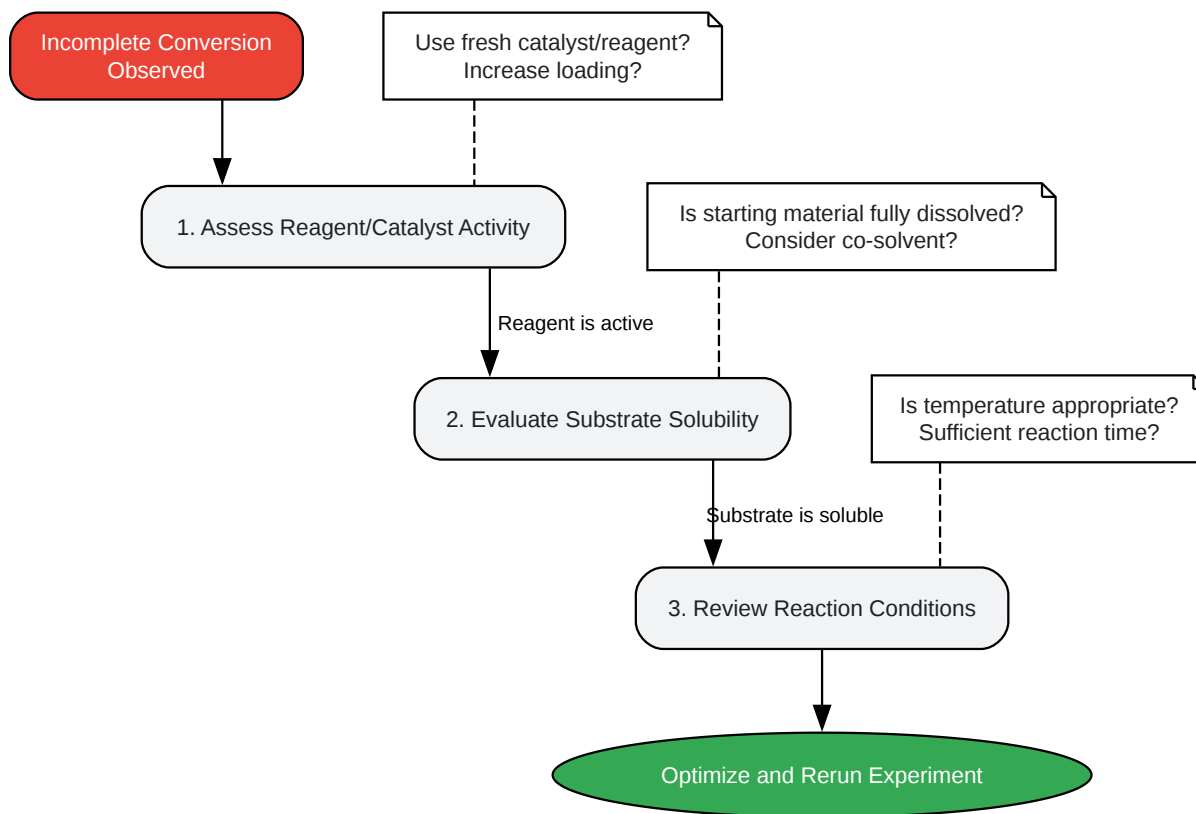 Incomplete Conversion
Observed
Use fresh catalyst/reagent?
Increase loading?
1. Assess Reagent/Catalyst Activity
Is starting material fully dissolved?
Consider co-solvent?
Reagent is active
2. Evaluate Substrate Solubility
Is temperature appropriate?
Sufficient reaction time?
Substrate is soluble
3. Review Reaction Conditions
Optimize and Rerun Experiment